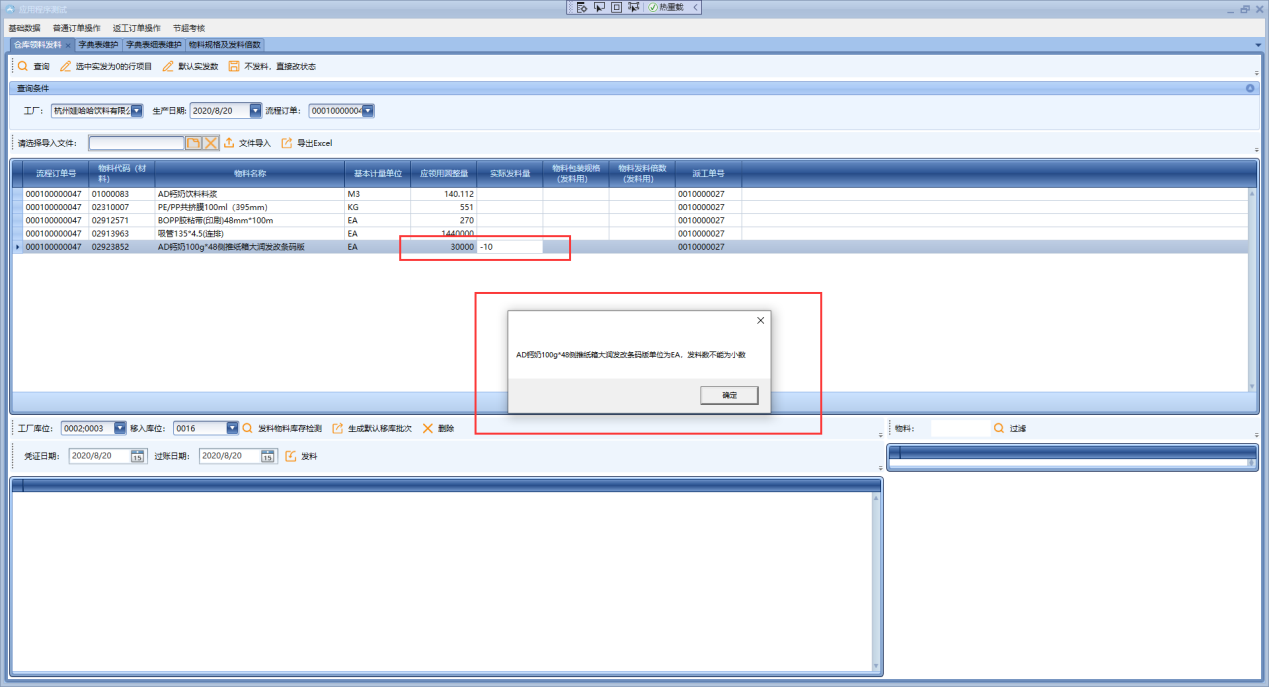 应用程序测试
热重载
基础数据 普通订单操作 返工订单操作 节超考核
仓库领料发料 字典表维护 字典表细表维护 物料规格及发料倍数
查询 选中实发为0的行项目 默认实发数 不发料，直接改状态
查询条件
工厂： 杭州娃哈哈饮料有限公 生产日期: 2020/8/20 流程订单： 00010000004
请选择导入文件： 文件导入 导出Excel
流程订单号 物料代码（材料） 物料名称 基本计量单位 应领用调整量 实际发料量 物料包装规格（发料用） 物料发料倍数（发料用） 派工单号
000100000047 01000083 AD钙奶饮料料浆 M3 140.112 0010000027
000100000047 02310007 PE/PP共挤膜100ml（395mm） KG 551 0010000027
000100000047 02912571 BOPP胶粘带(印刷)48mm*100m EA 270 0010000027
000100000047 02913963 吸管135*4.5(连排) EA 1440000 0010000027
000100000047 02923852 AD钙奶100g*48侧推纸箱大润发改条码版 EA 30000 -10 0010000027
AD钙奶100g*48侧推纸箱大润发改条码版单位为EA，发料数不能为小数
确定
工厂库位： 0002;0003 移入库位： 0016 发料物料库存检测 生成默认移库批次 删除
物料： 过滤
凭证日期： 2020/8/20 15 过账日期： 2020/8/20 15 发料